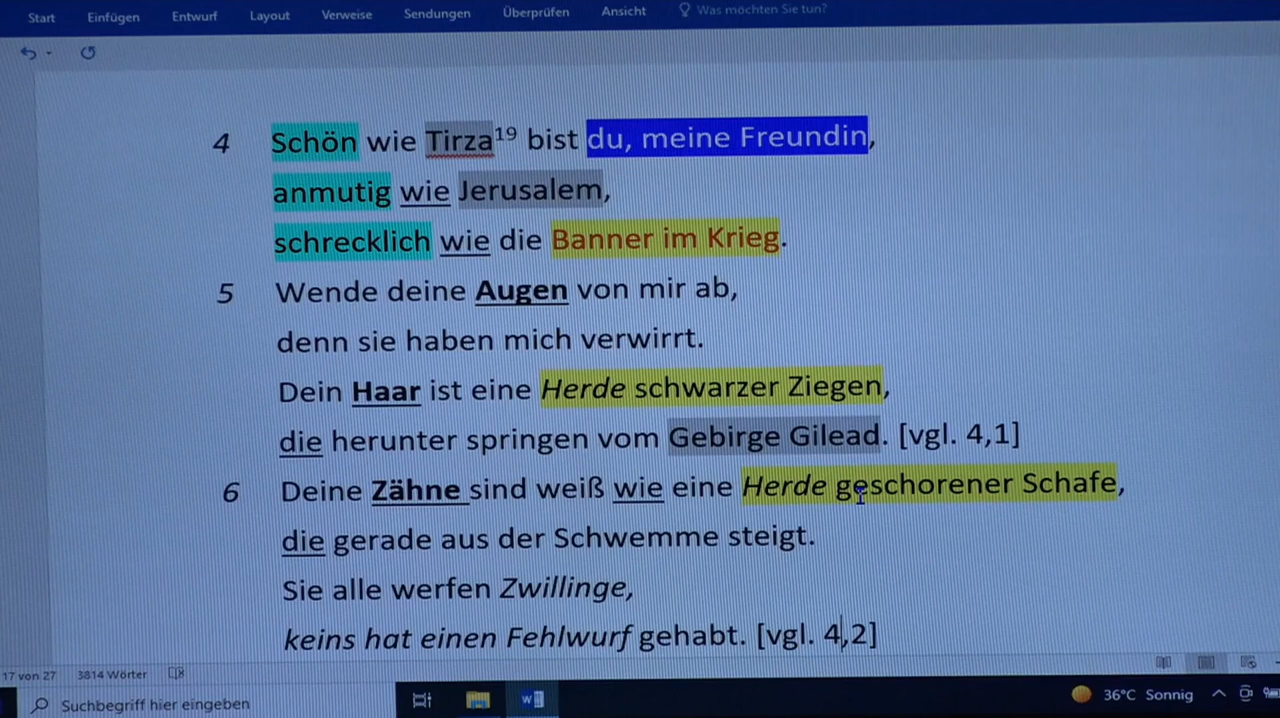 Start Einfügen Entwurf Layout Verweise Sendungen Überprüfen Ansicht Was möchten Sie tun?
4 Schön wie Tirza¹⁹ bist du, meine Freundin,
anmutig wie Jerusalem,
schrecklich wie die Banner im Krieg.
5 Wende deine Augen von mir ab,
denn sie haben mich verwirrt.
Dein Haar ist eine Herde schwarzer Ziegen,
die herunter springen vom Gebirge Gilead. [vgl. 4,1]
6 Deine Zähne sind weiß wie eine Herde geschorener Schafe,
die gerade aus der Schwemme steigt.
Sie alle werfen Zwillinge,
keins hat einen Fehlwurf gehabt. [vgl. 4,2]
17 von 27 3814 Wörter
Suchbegriff hier eingeben W 36°C Sonnig